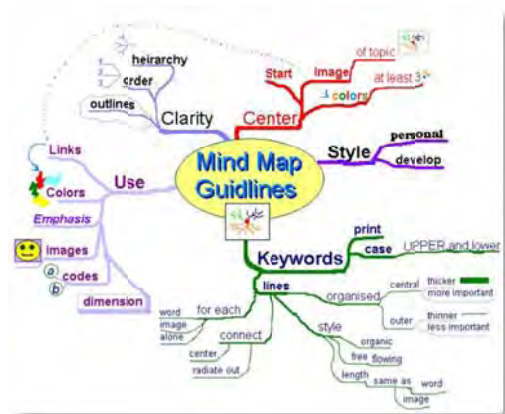 Mind Map
Guidlines
Center
Start
image
of topic
at least 3
colors
Style
personal
develop
Keywords
print
case
UPPER and lower
lines
organised
central
thicker
more important
outer
thinner
less important
style
organic
free flowing
length
same as
word
image
connect
center
radiate out
for each
word
image
alone
Use
Links
Colors
Emphasis
images
codes
a
b
dimension
Clarity
heirarchy
order
outlines